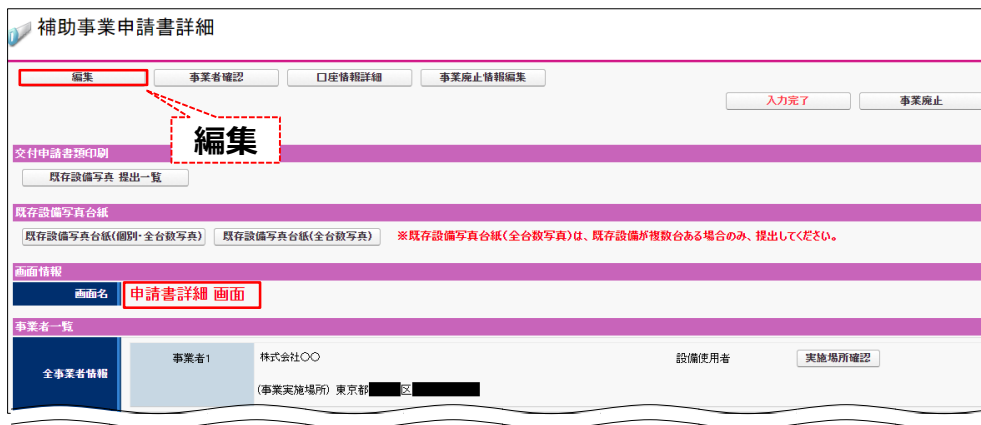 補助事業申請書詳細
編集 事業者確認 口座情報詳細 事業廃止情報編集
入力完了 事業廃止
編集
交付申請書類印刷
既存設備写真 提出一覧
既存設備写真台紙
既存設備写真台紙(個別・全台数写真) 既存設備写真台紙(全台数写真) ※既存設備写真台紙(全台数写真)は、既存設備が複数台ある場合のみ、提出してください。
画面情報
画面名 申請書詳細 画面
事業者一覧
全事業者情報 事業者1 株式会社〇〇 設備使用者 実施場所確認
(事業実施場所) 東京都 区